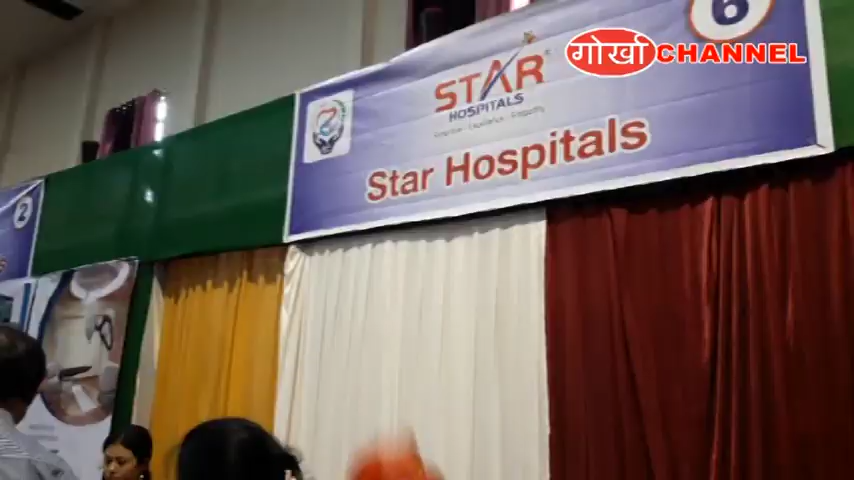 गोर्खा CHANNEL
6
STAR
HOSPITALS
Star Hospitals
2